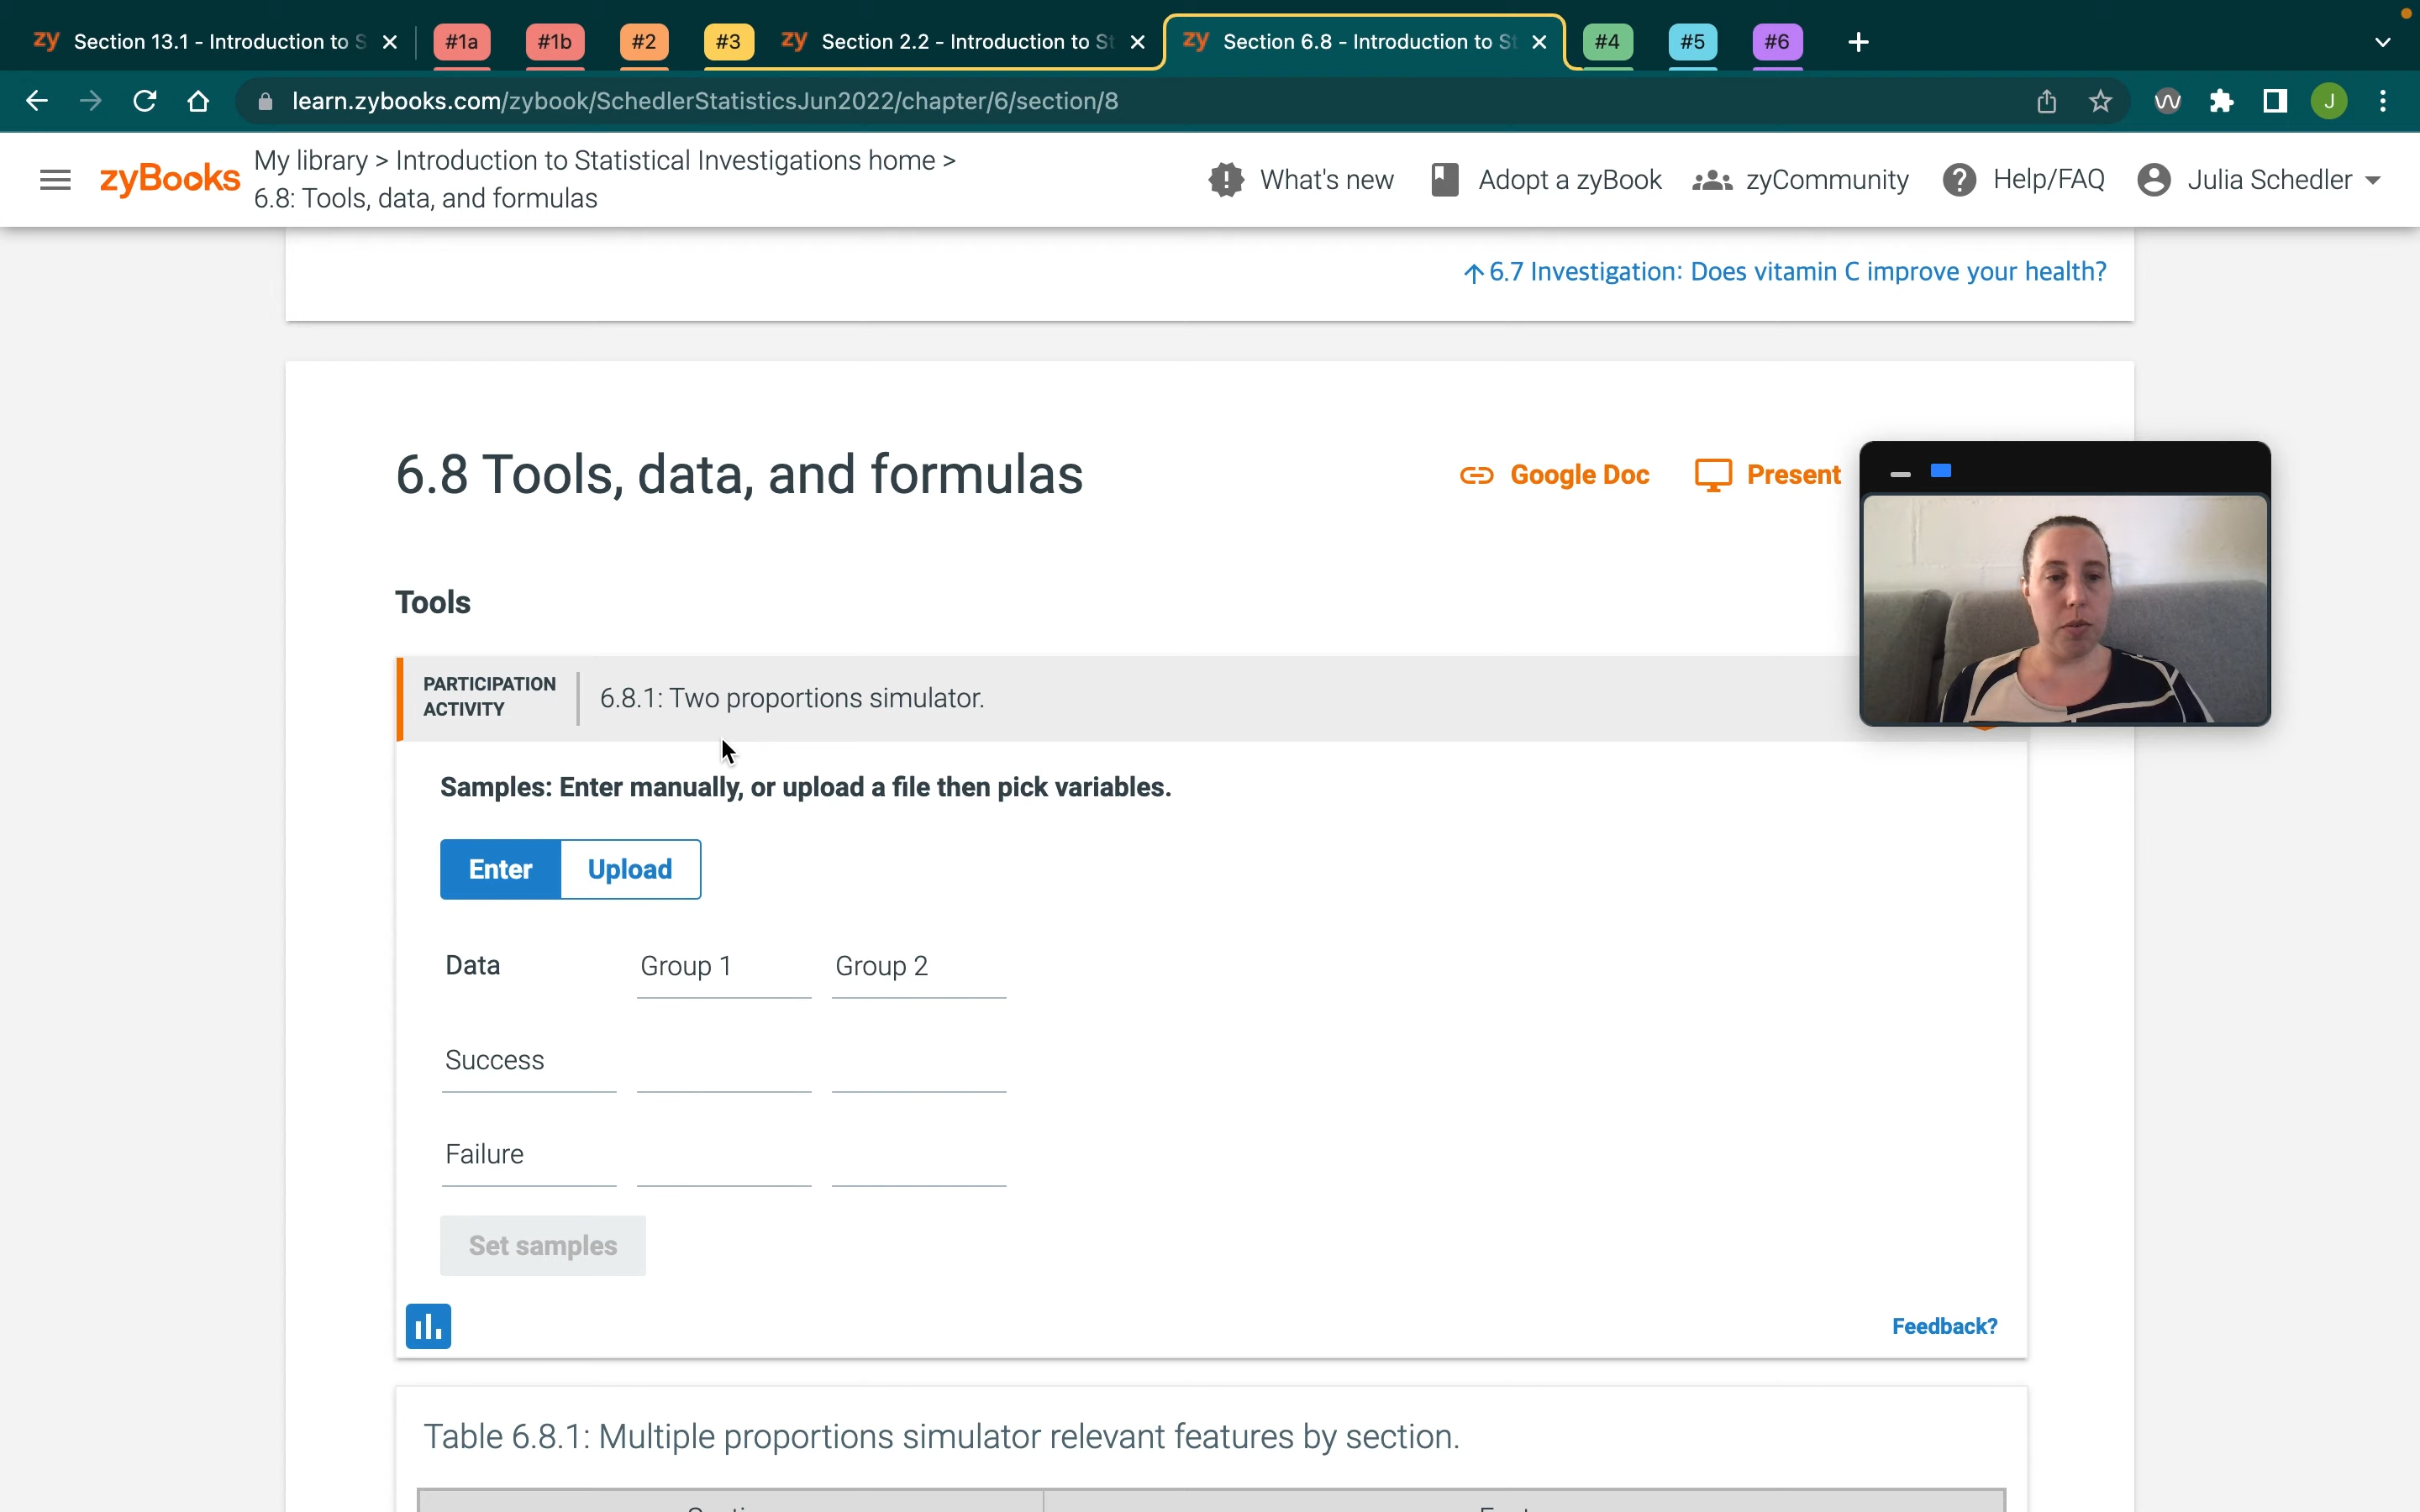 zy Section 13.1 - Introduction to S
#1a
#1b
#2
#3
zy Section 2.2 - Introduction to St
zy Section 6.8 - Introduction to St
#4
#5
#6
learn.zybooks.com/zybook/SchedlerStatisticsJun2022/chapter/6/section/8
J
zyBooks
My library > Introduction to Statistical Investigations home >
6.8: Tools, data, and formulas
What's new
Adopt a zyBook
zyCommunity
Help/FAQ
Julia Schedler
↑ 6.7 Investigation: Does vitamin C improve your health?
6.8 Tools, data, and formulas
Google Doc
Present
Tools
PARTICIPATION
ACTIVITY
6.8.1: Two proportions simulator.
Samples: Enter manually, or upload a file then pick variables.
Enter
Upload
Data Group 1 Group 2
Success
Failure
Set samples
Feedback?
Table 6.8.1: Multiple proportions simulator relevant features by section.